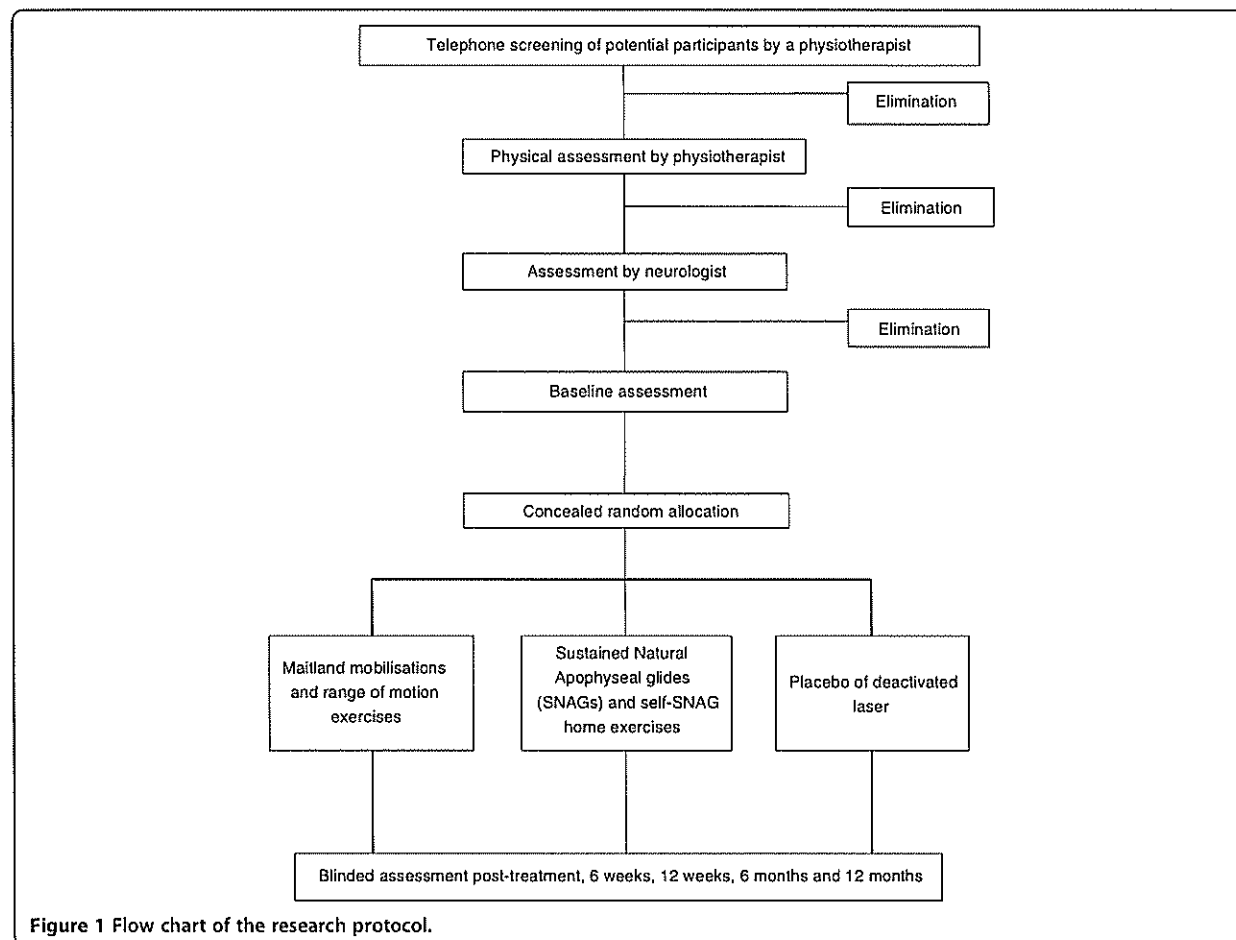 Telephone screening of potential participants by a physiotherapist
Elimination
Physical assessment by physiotherapist
Elimination
Assessment by neurologist
Elimination
Baseline assessment
Concealed random allocation
Maitland mobilisations
and range of motion
exercises
Sustained Natural
Apophyseal glides
(SNAGs) and self-SNAG
home exercises
Placebo of deactivated
laser
Blinded assessment post-treatment, 6 weeks, 12 weeks, 6 months and 12 months
Figure 1 Flow chart of the research protocol.